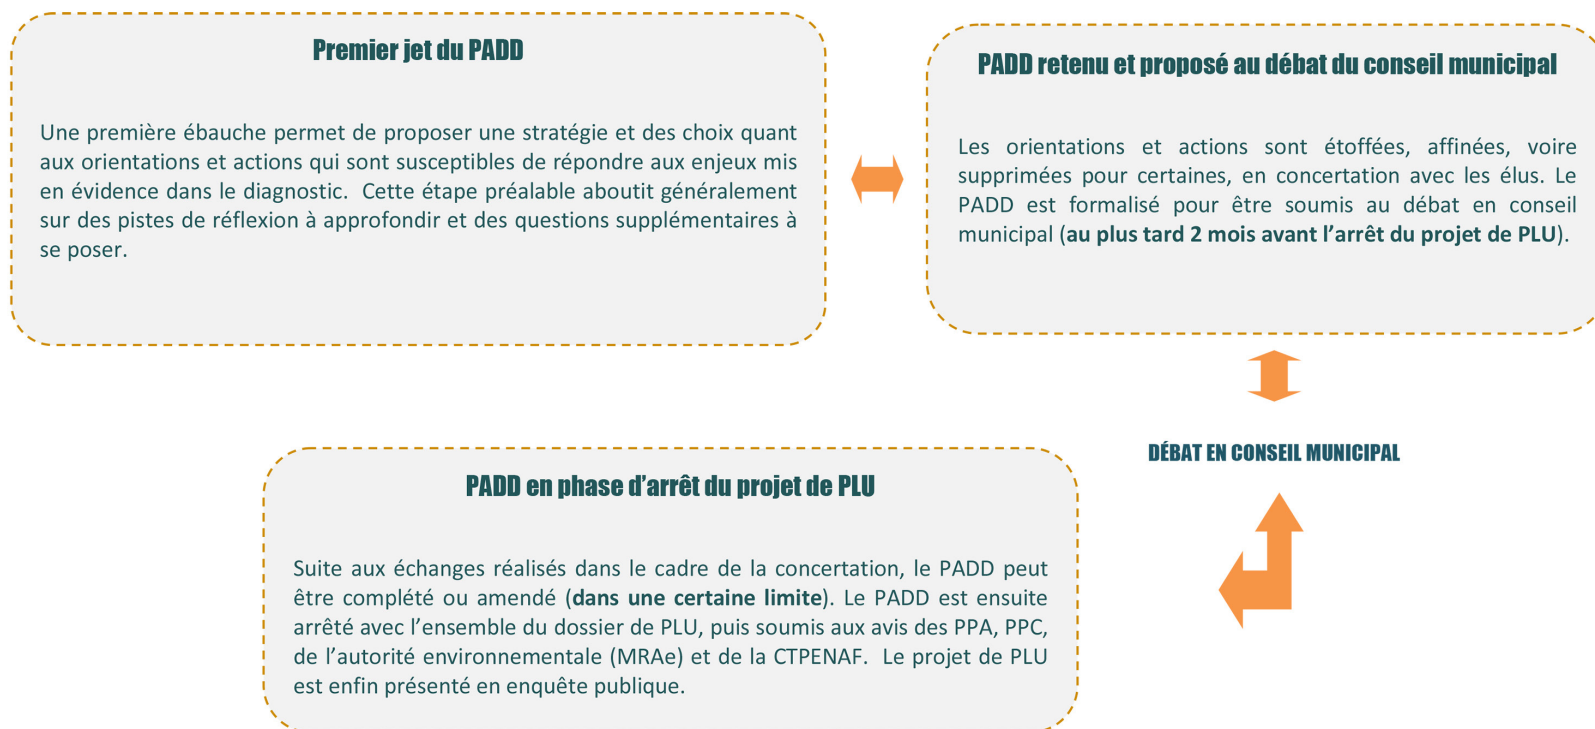 Premier jet du PADD
Une première ébauche permet de proposer une stratégie et des choix quant
aux orientations et actions qui sont susceptibles de répondre aux enjeux mis
en évidence dans le diagnostic. Cette étape préalable aboutit généralement
sur des pistes de réflexion à approfondir et des questions supplémentaires à
se poser.
PADD retenu et proposé au débat du conseil municipal
Les orientations et actions sont étoffées, affinées, voire
supprimées pour certaines, en concertation avec les élus. Le
PADD est formalisé pour être soumis au débat en conseil
municipal (au plus tard 2 mois avant l’arrêt du projet de PLU).
DÉBAT EN CONSEIL MUNICIPAL
PADD en phase d’arrêt du projet de PLU
Suite aux échanges réalisés dans le cadre de la concertation, le PADD peut
être complété ou amendé (dans une certaine limite). Le PADD est ensuite
arrêté avec l’ensemble du dossier de PLU, puis soumis aux avis des PPA, PPC,
de l’autorité environnementale (MRAe) et de la CTPENAF. Le projet de PLU
est enfin présenté en enquête publique.